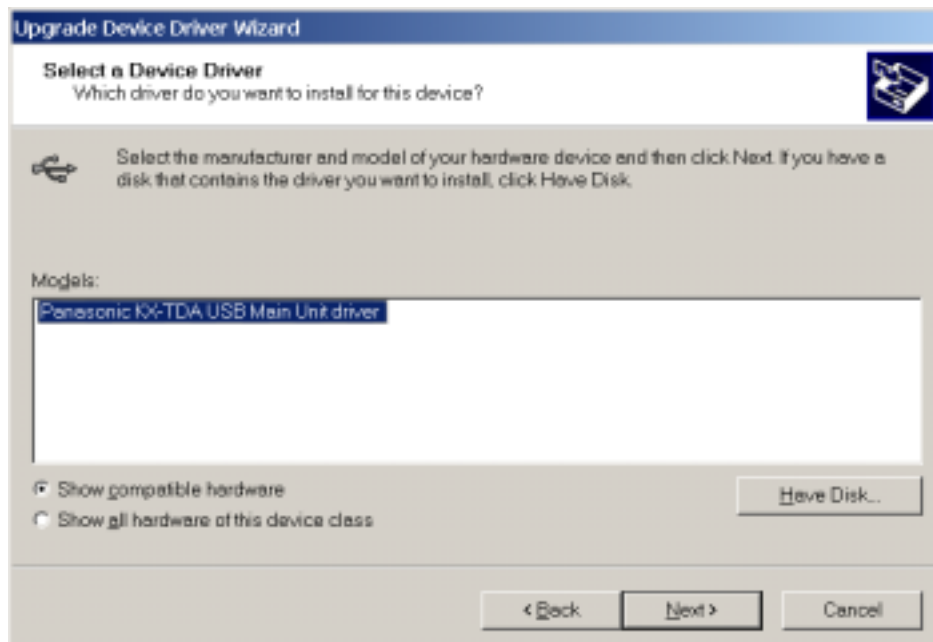 Upgrade Device Driver Wizard
Select a Device Driver
Which driver do you want to install for this device?
Select the manufacturer and model of your hardware device and then click Next. If you have a
disk that contains the driver you want to install, click Have Disk.
Models:
Panasonic KX-TDA USB Main Unit driver
Show compatible hardware
Have Disk...
Show all hardware of this device class
< Back
Next >
Cancel